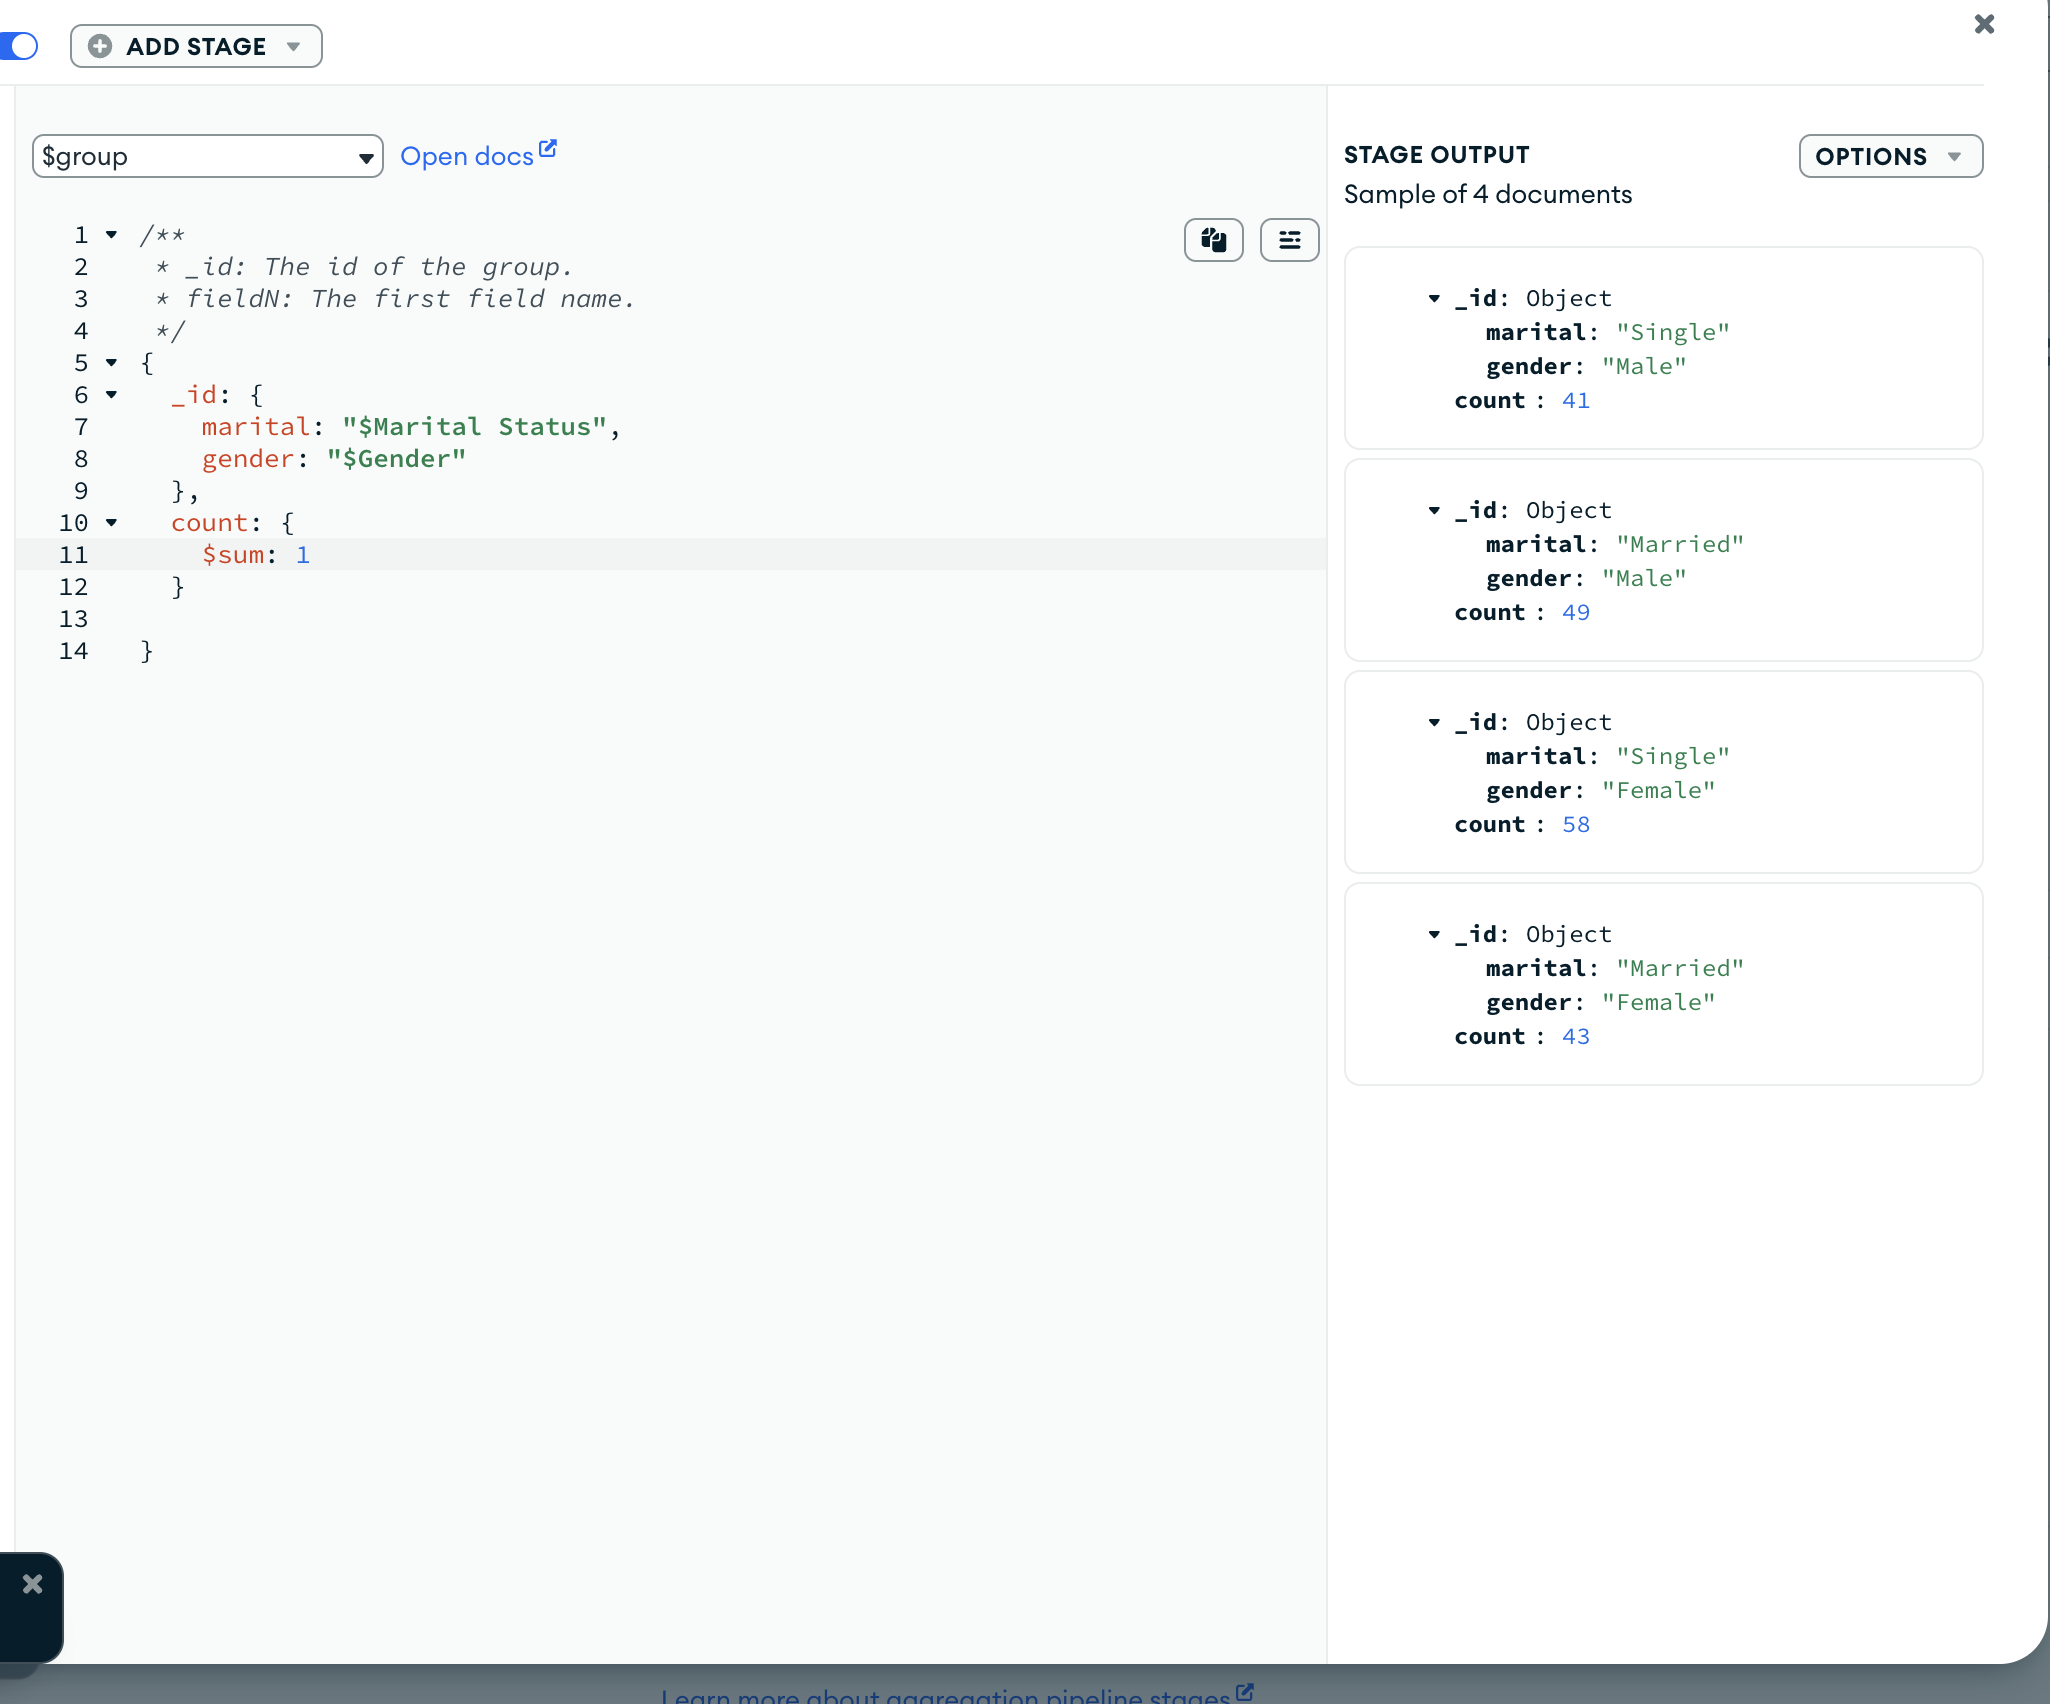 ADD STAGE
$group
Open docs
1 /**
2 * _id: The id of the group.
3 * fieldN: The first field name.
4 */
5 {
6 _id: {
7 marital: "$Marital Status",
8 gender: "$Gender"
9 },
10 count: {
11 $sum: 1
12 }
13
14 }
STAGE OUTPUT
OPTIONS
Sample of 4 documents
_id: Object
marital: "Single"
gender: "Male"
count : 41
_id: Object
marital: "Married"
gender: "Male"
count : 49
_id: Object
marital: "Single"
gender: "Female"
count : 58
_id: Object
marital: "Married"
gender: "Female"
count : 43
Learn more about aggregation pipeline stages